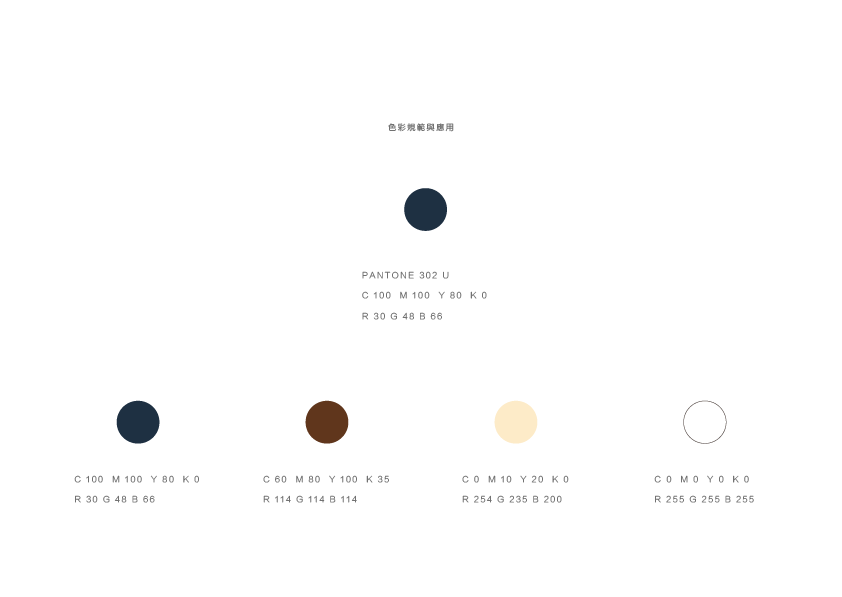 色彩規範與應用
PANTONE 302 U
C 100 M 100 Y 80 K 0
R 30 G 48 B 66
C 100 M 100 Y 80 K 0
R 30 G 48 B 66
C 60 M 80 Y 100 K 35
R 114 G 114 B 114
C 0 M 10 Y 20 K 0
R 254 G 235 B 200
C 0 M 0 Y 0 K 0
R 255 G 255 B 255